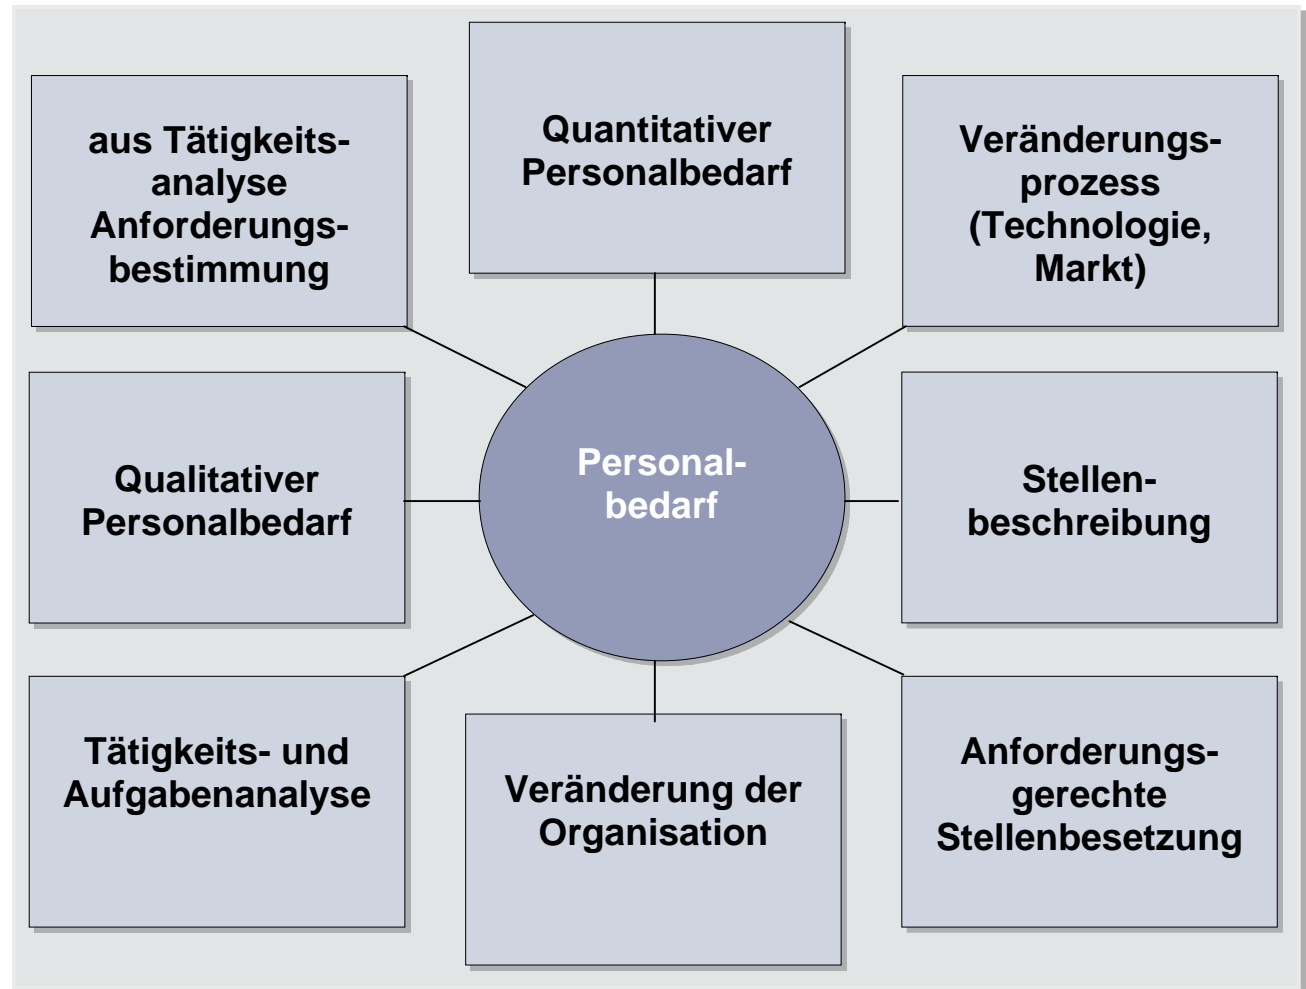 Quantitativer
Personalbedarf
aus Tätigkeits-
analyse
Anforderungs-
bestimmung
Veränderungs-
prozess
(Technologie,
Markt)
Qualitativer
Personalbedarf
Personal-
bedarf
Stellen-
beschreibung
Tätigkeits- und
Aufgabenanalyse
Veränderung der
Organisation
Anforderungs-
gerechte
Stellenbesetzung